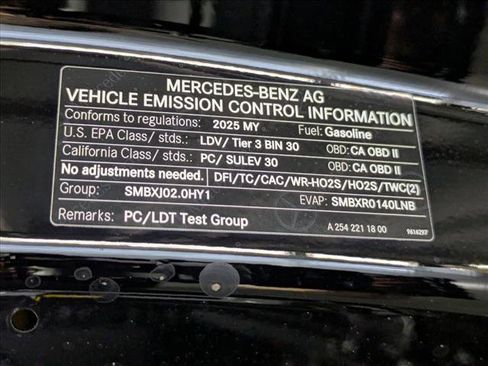 MERCEDES-BENZ AG
VEHICLE EMISSION CONTROL INFORMATION
Conforms to regulations: 2025 MY Fuel: Gasoline
U.S. EPA Class/ stds.: LDV/ Tier 3 BIN 30 OBD: CA OBD II
California Class/ stds.: PC/ SULEV 30 OBD: CA OBD II
No adjustments needed. DFI/TC/CAC/WR-HO2S/HO2S/TWC(2)
Group: SMBXJ02.0HY1 EVAP: SMBXR0140LNB
Remarks: PC/LDT Test Group A 254 221 18 00